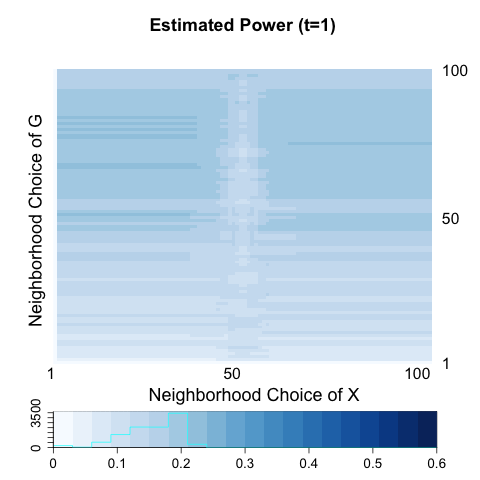 Estimated Power (t=1)
Neighborhood Choice of G
100
50
1
1 50 100
Neighborhood Choice of X
0 3500
0 0.1 0.2 0.3 0.4 0.5 0.6